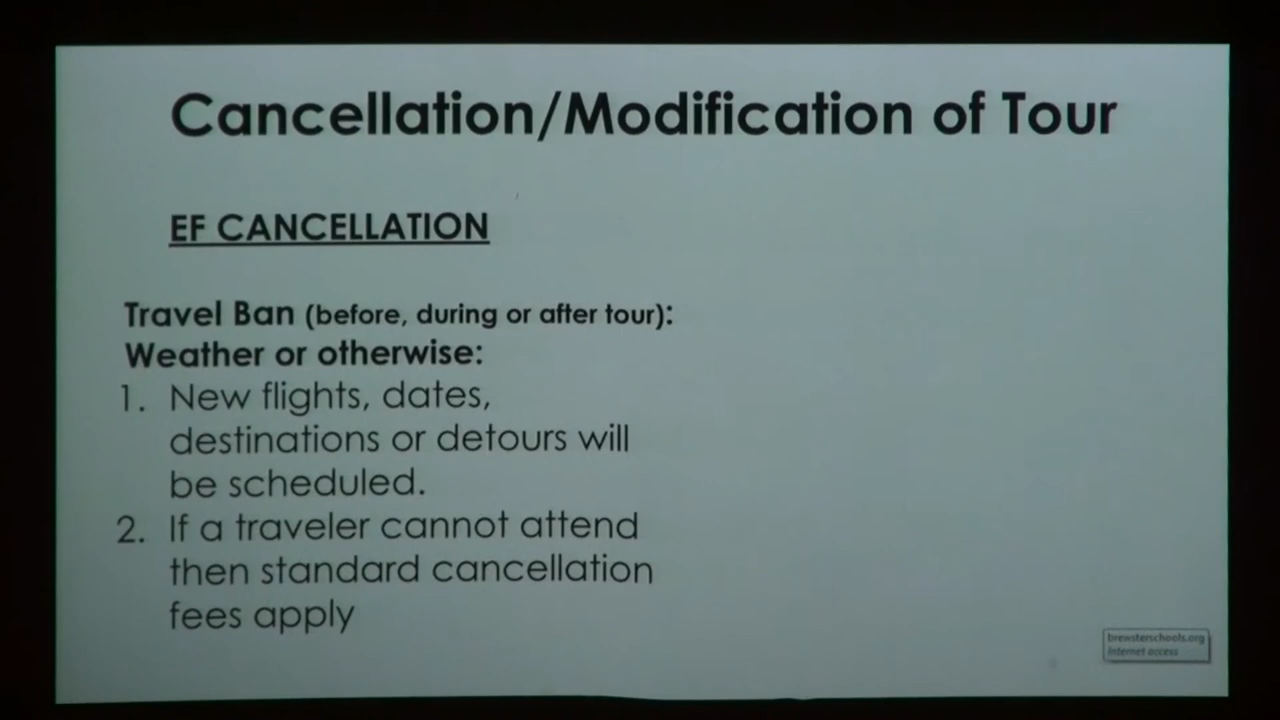 Cancellation/Modification of Tour
EF CANCELLATION
Travel Ban (before, during or after tour):
Weather or otherwise:
1. New flights, dates,
destinations or detours will
be scheduled.
2. If a traveler cannot attend
then standard cancellation
fees apply
brewsterschools.org
Internet access